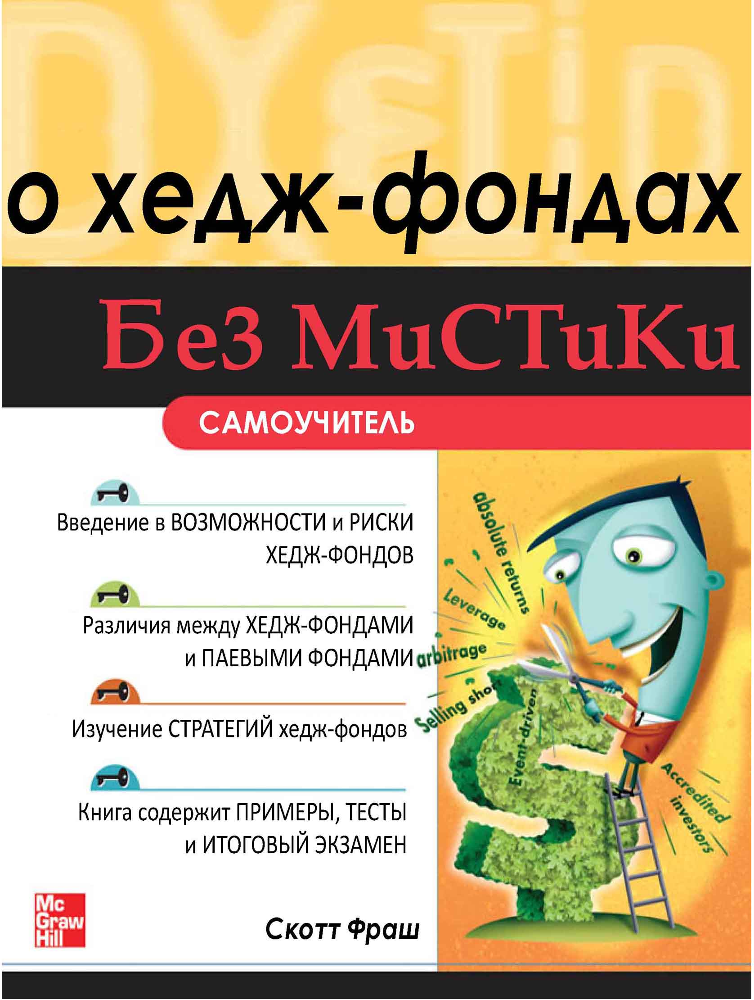 DYSTiD
о хедж-фондах
Без МиСТиКи
САМОУЧИТЕЛЬ
Введение в ВОЗМОЖНОСТИ и РИСКИ
ХЕДЖ-ФОНДОВ
Различия между ХЕДЖ-ФОНДАМИ
и ПАЕВЫМИ ФОНДАМИ
Изучение СТРАТЕГИЙ хедж-фондов
Книга содержит ПРИМЕРЫ, ТЕСТЫ
и ИТОГОВЫЙ ЭКЗАМЕН
Mc
Graw
Hill
Скотт Фраш
absolute returns
Leverage
arbitrage
Selling short
Event-driven
Accredited
investors